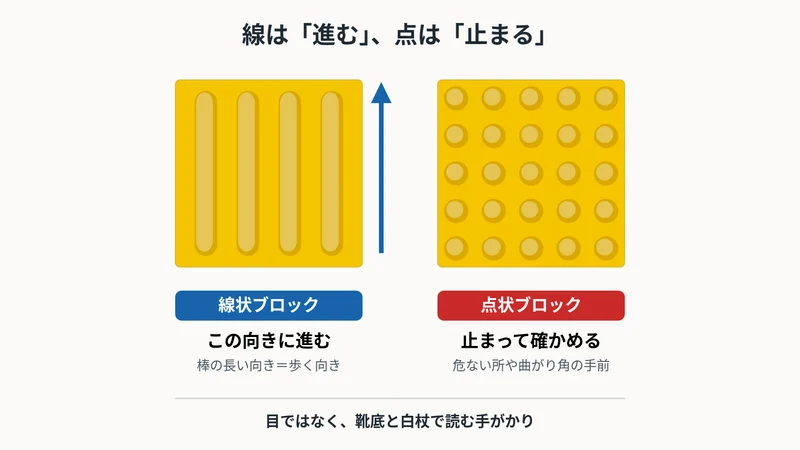 線は「進む」、点は「止まる」
線状ブロック
この向きに進む
棒の長い向き＝歩く向き
点状ブロック
止まって確かめる
危ない所や曲がり角の手前
目ではなく、靴底と白杖で読む手がかり